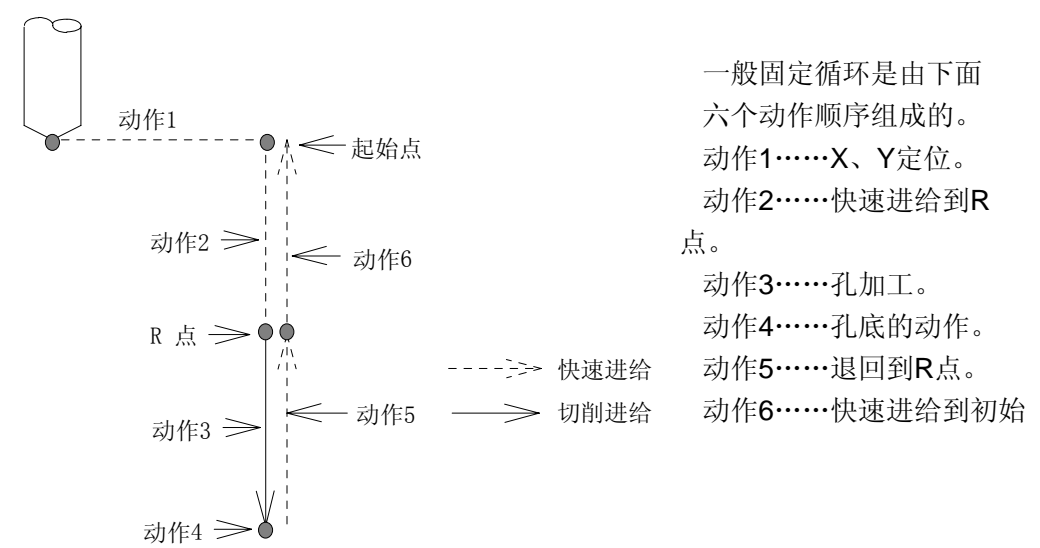 动作1
起始点
动作2
动作6
R 点
快速进给
动作5
切削进给
动作3
动作4
一般固定循环是由下面
六个动作顺序组成的。
动作1……X、Y定位。
动作2……快速进给到R
点。
动作3……孔加工。
动作4……孔底的动作。
动作5……退回到R点。
动作6……快速进给到初始